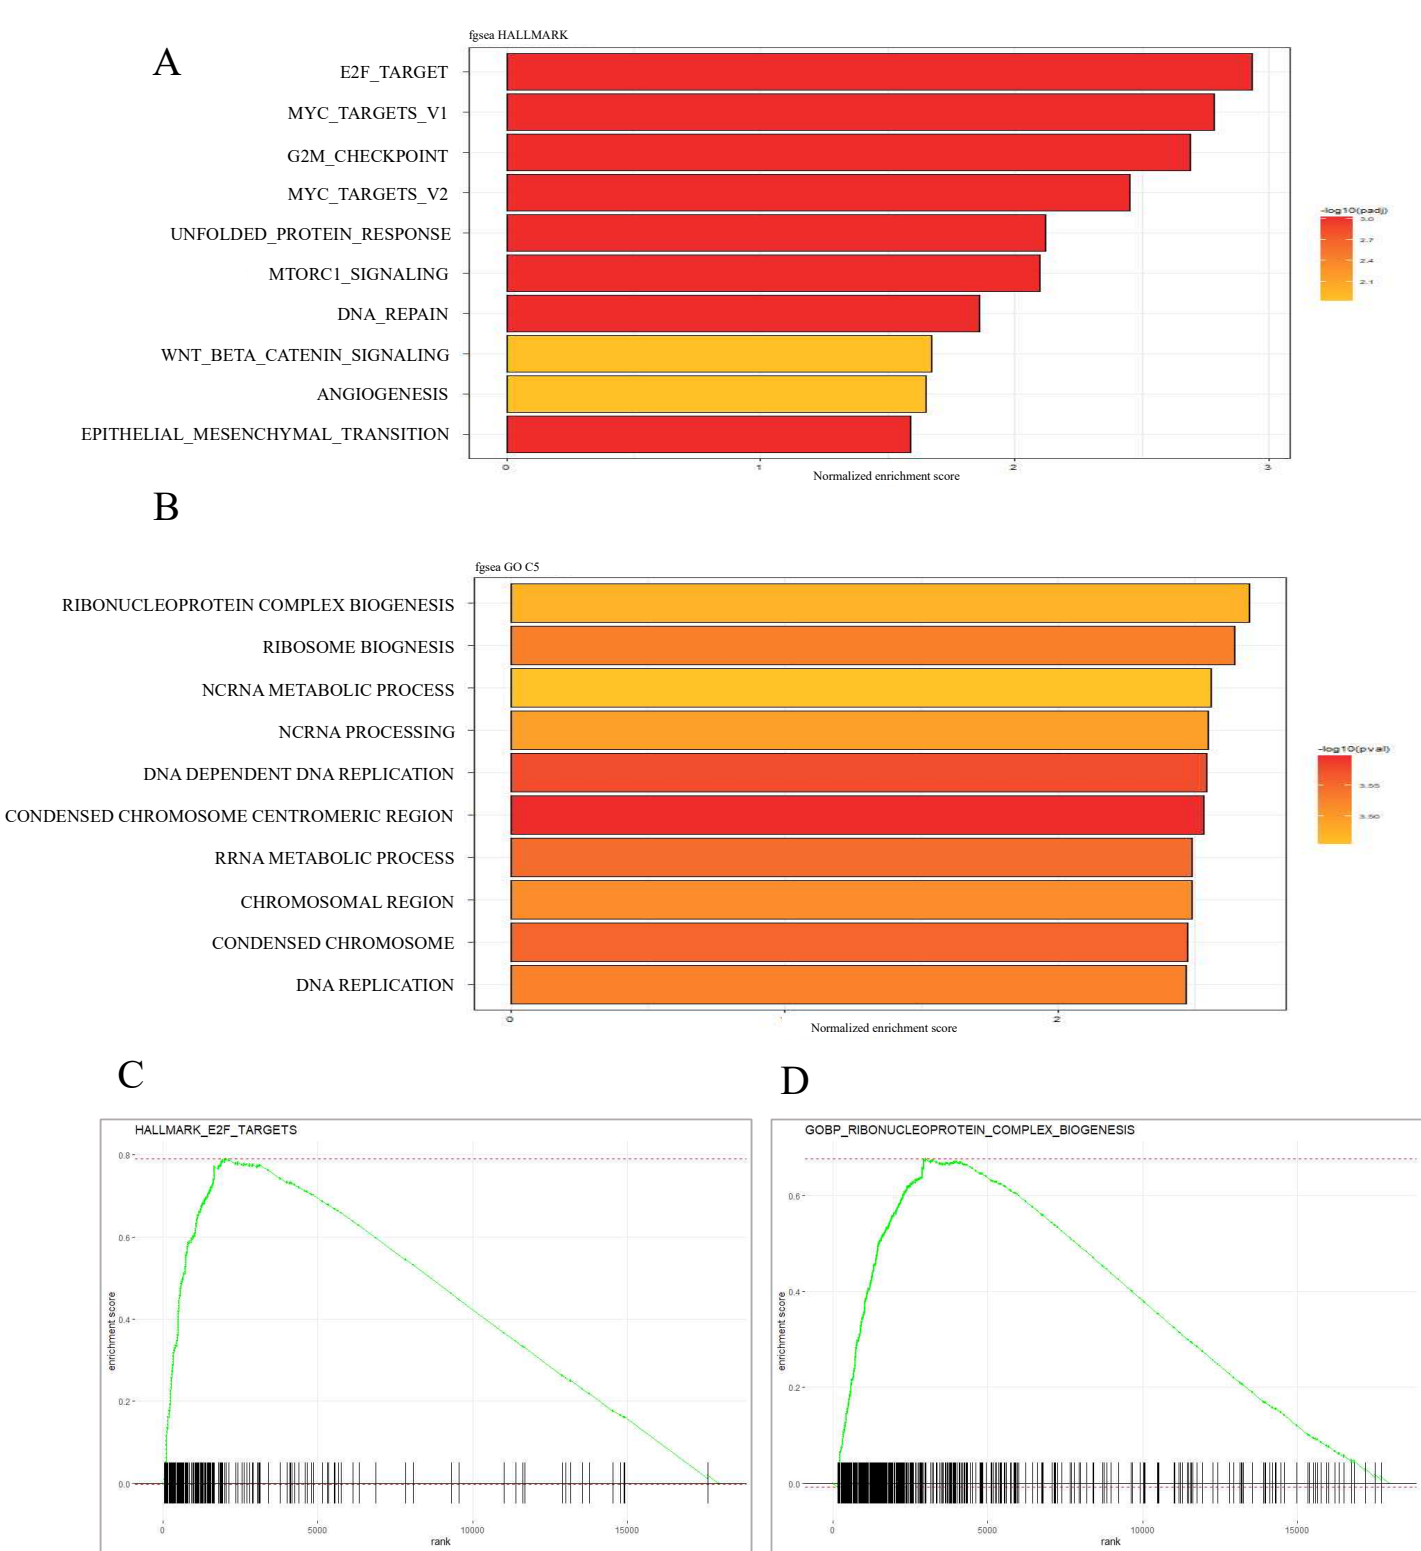 A
fgsea HALLMARK
E2F_TARGET
MYC_TARGETS_V1
G2M_CHECKPOINT
MYC_TARGETS_V2
UNFOLDED_PROTEIN_RESPONSE
MTORC1_SIGNALING
DNA_REPAIN
WNT_BETA_CATENIN_SIGNALING
ANGIOGENESIS
EPITHELIAL_MESENCHYMAL_TRANSITION
-log10(padj)
3.0
2.7
2.4
2.1
0 1 2 3
Normalized enrichment score
B
fgsea GO C5
RIBONUCLEOPROTEIN COMPLEX BIOGENESIS
RIBOSOME BIOGNESIS
NCRNA METABOLIC PROCESS
NCRNA PROCESSING
DNA DEPENDENT DNA REPLICATION
CONDENSED CHROMOSOME CENTROMERIC REGION
RRNA METABOLIC PROCESS
CHROMOSOMAL REGION
CONDENSED CHROMOSOME
DNA REPLICATION
-log10(pval)
3.55
3.50
0 1 2
Normalized enrichment score
C
HALLMARK_E2F_TARGETS
0.8
0.6
0.4
0.2
0.0
enrichment score
0 5000 10000 15000
rank
D
GOBP_RIBONUCLEOPROTEIN_COMPLEX_BIOGENESIS
0.6
0.4
0.2
0.0
enrichment score
0 5000 10000 15000
rank